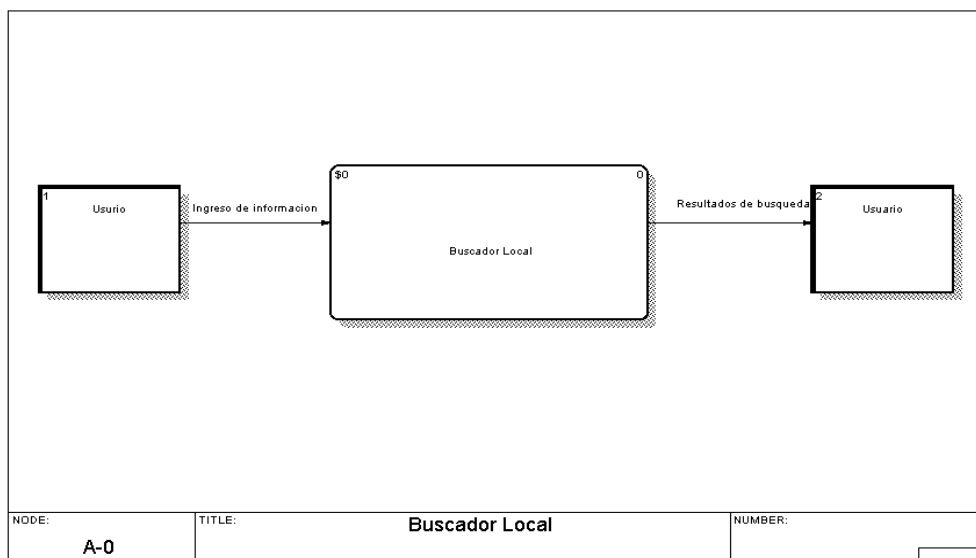 1
Usurio
Ingreso de informacion
$0
0
Buscador Local
Resultados de busqueda
2
Usuario
NODE:
A-0
TITLE:
Buscador Local
NUMBER: